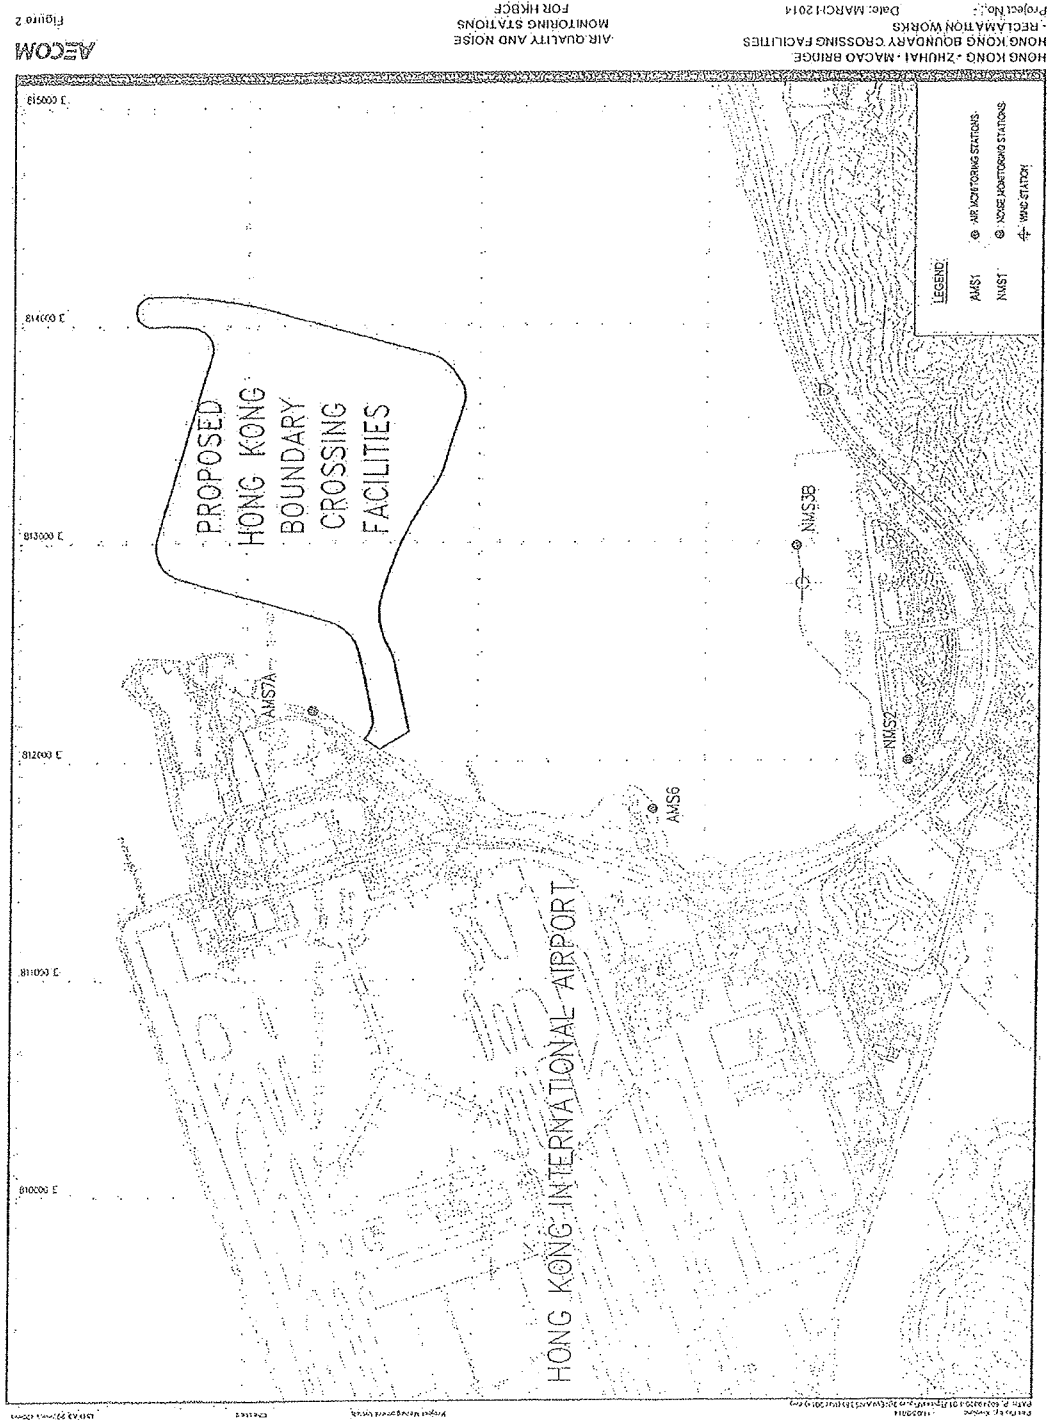 HONG KONG - ZHUHAI - MACAO BRIDGE
HONG KONG BOUNDARY CROSSING FACILITIES
- RECLAMATION WORKS
Project No.: -
Date: MARCH 2014
AIR QUALITY AND NOISE
MONITORING STATIONS
FOR HKBCF
AECOM
Figure 2
815000 E
814000 E
813000 E
812000 E
811000 E
810000 E
PROPOSED
HONG KONG
BOUNDARY
CROSSING
FACILITIES
AMS7A
AMS6
NMS2
NMS3B
HONG KONG INTERNATIONAL AIRPORT
LEGEND:
AMS1 AIR MONITORING STATIONS
NMS1 NOISE MONITORING STATIONS
WIND STATION
Project Management Initials